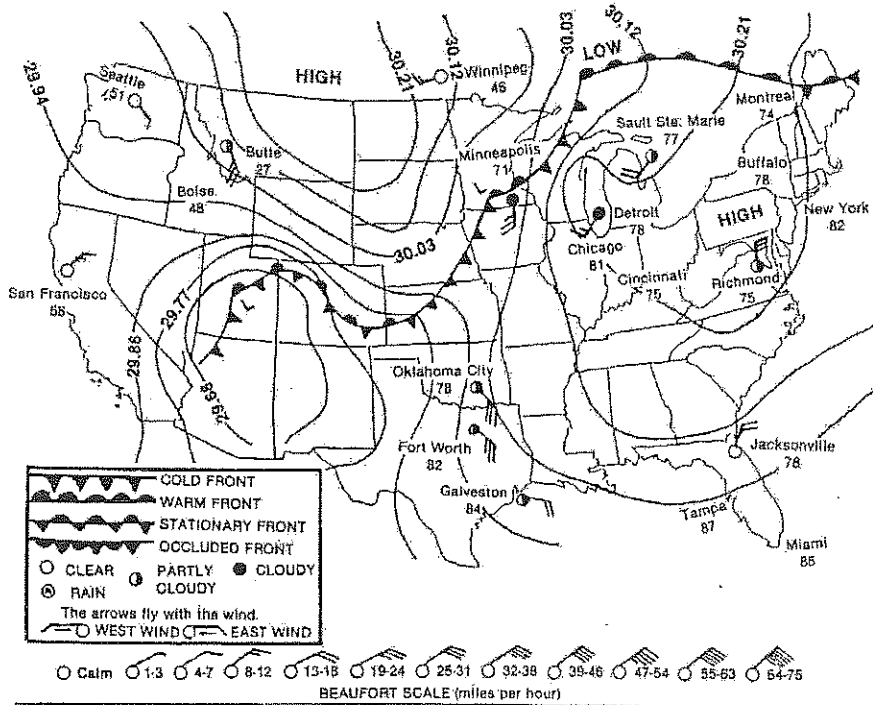 29.94
Seattle
51
HIGH
30.21
30.12
Winnipeg
46
30.03
LOW
30.12
30.21
Montreal
74
Sault Ste. Marie
77
Butte
27
Minneapolis
71
Buffalo
78
Boise
48
HIGH
New York
82
Detroit
78
30.03
Chicago
81
Cincinnati
75
Richmond
75
San Francisco
29.77
29.86
29.68
L
L
Oklahoma City
78
Fort Worth
82
Jacksonville
78
Galveston
84
Tampa
87
Miami
85
COLD FRONT
WARM FRONT
STATIONARY FRONT
OCCLUDED FRONT
CLEAR
PARTLY CLOUDY
CLOUDY
RAIN
The arrows fly with the wind.
WEST WIND
EAST WIND
Calm 1-3 4-7 8-12 13-18 19-24 25-31 32-38 39-46 47-54 55-63 64-75
BEAUFORT SCALE (miles per hour)